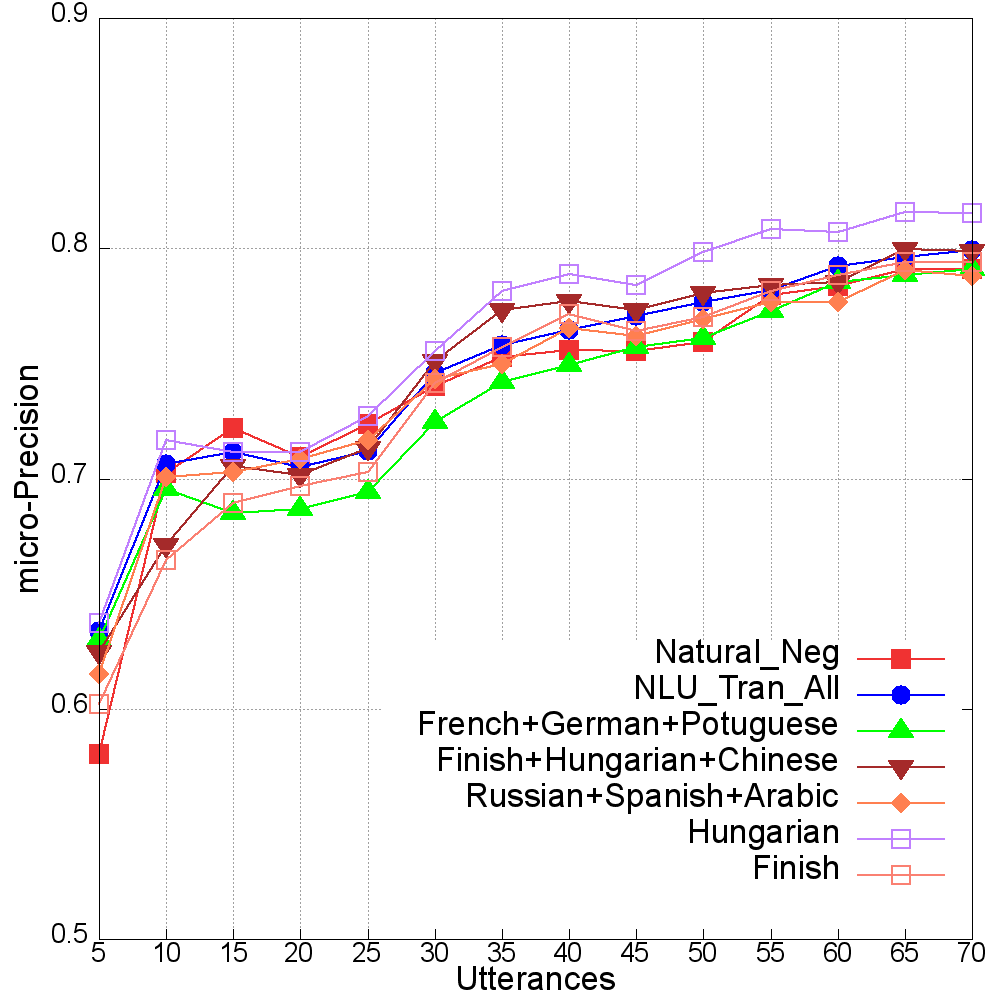 0.9
0.8
0.7
0.6
0.5
micro-Precision
Natural_Neg
NLU_Tran_All
French+German+Potuguese
Finish+Hungarian+Chinese
Russian+Spanish+Arabic
Hungarian
Finish
5 10 15 20 25 30 35 40 45 50 55 60 65 70
Utterances